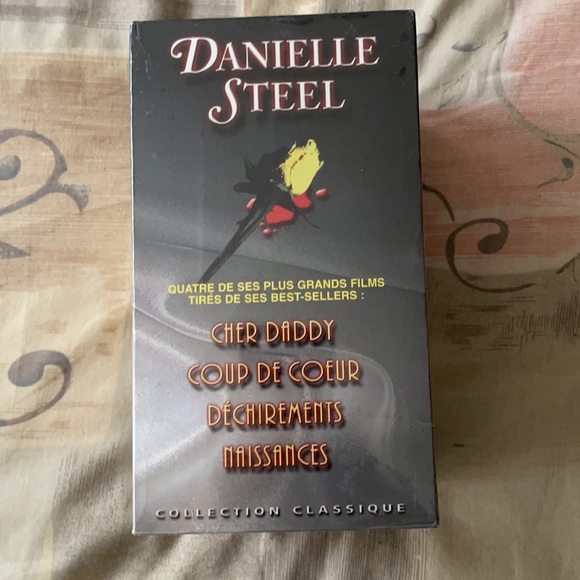 DANIELLE
STEEL
QUATRE DE SES PLUS GRANDS FILMS
TIRÉS DE SES BEST-SELLERS :
CHER DADDY
COUP DE COEUR
DÉCHIREMENTS
NAISSANCES
COLLECTION CLASSIQUE